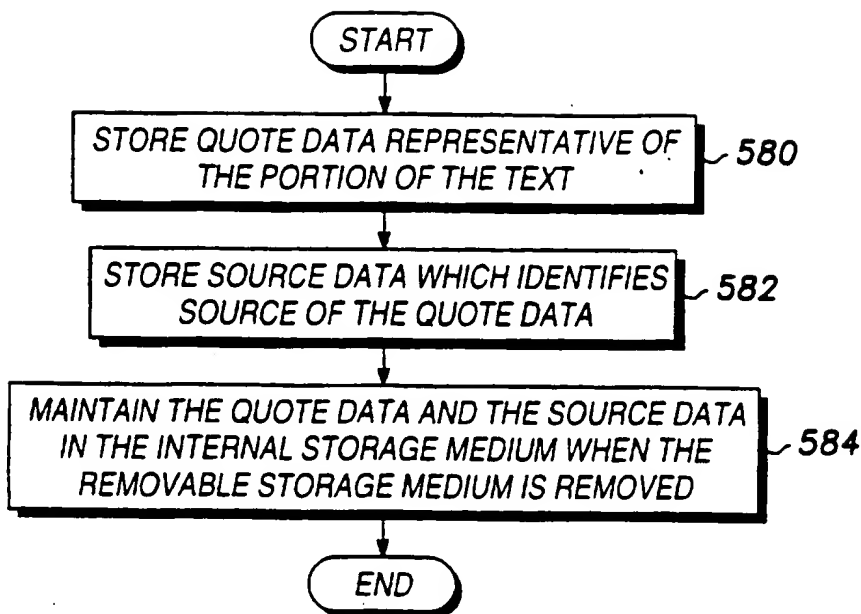 START
STORE QUOTE DATA REPRESENTATIVE OF
THE PORTION OF THE TEXT
580
STORE SOURCE DATA WHICH IDENTIFIES
SOURCE OF THE QUOTE DATA
582
MAINTAIN THE QUOTE DATA AND THE SOURCE DATA
IN THE INTERNAL STORAGE MEDIUM WHEN THE
REMOVABLE STORAGE MEDIUM IS REMOVED
584
END